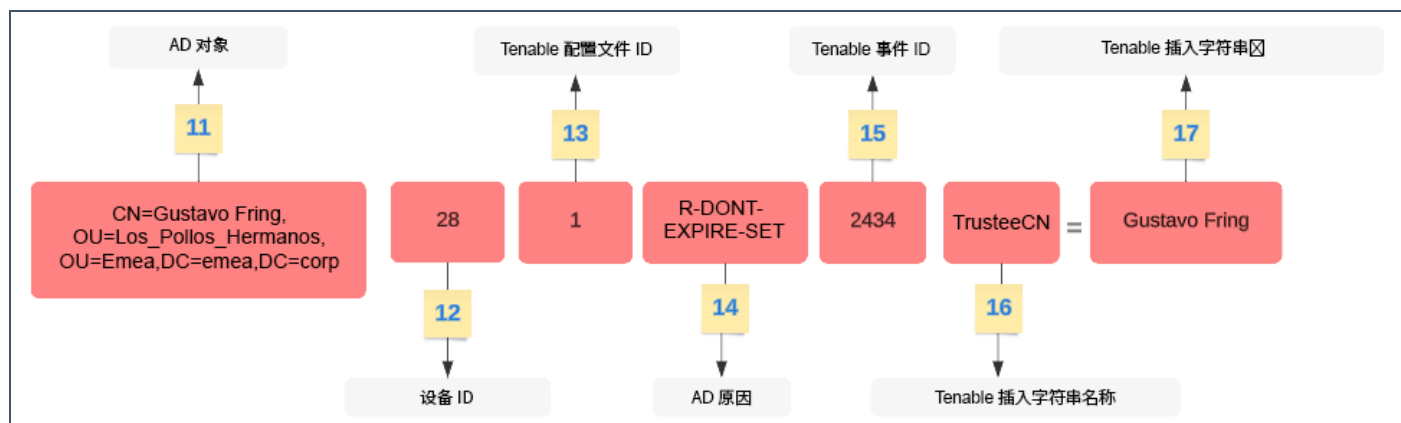 AD 对象
Tenable 配置文件 ID
Tenable 事件 ID
Tenable 插入字符串
11
13
15
17
CN=Gustavo Fring,
OU=Los_Pollos_Hermanos,
OU=Emea,DC=emea,DC=corp
28
1
R-DONT-
EXPIRE-SET
2434
TrusteeCN
=
Gustavo Fring
12
14
16
设备 ID
AD 原因
Tenable 插入字符串名称